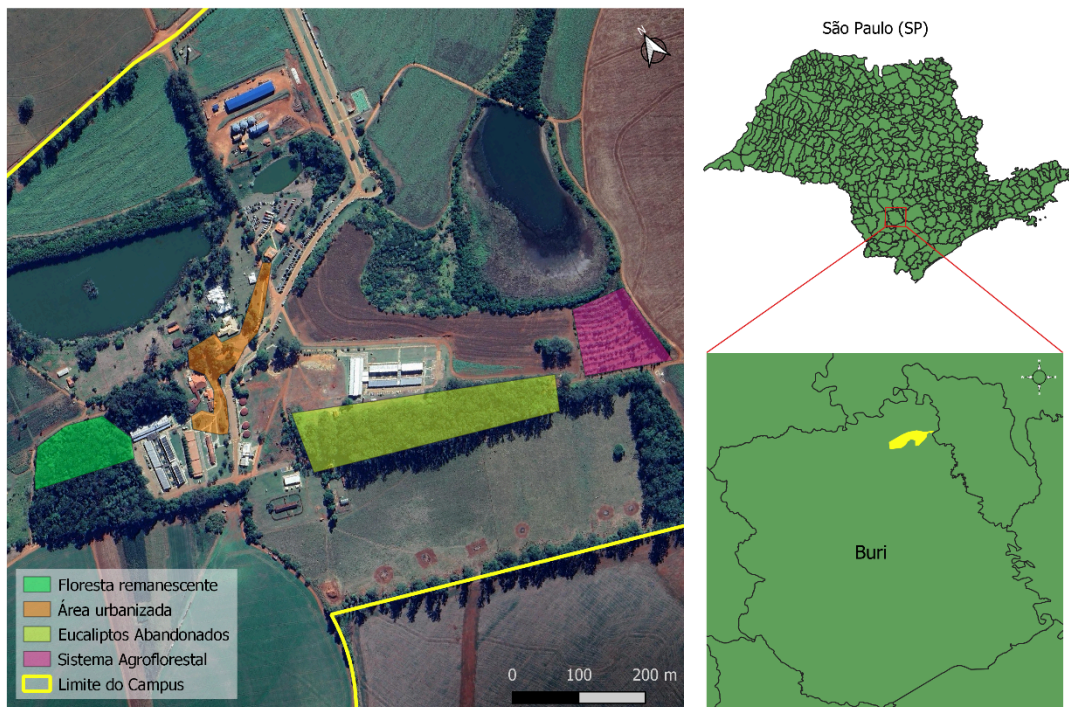 São Paulo (SP)
N
Buri
Floresta remanescente
Área urbanizada
Eucaliptos Abandonados
Sistema Agroflorestal
Limite do Campus
0 100 200 m